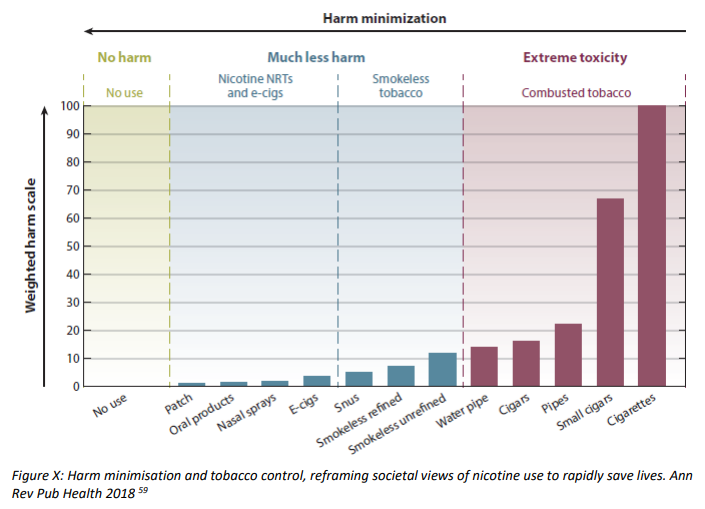 Harm minimization
No harm
Much less harm
Extreme toxicity
No use
Nicotine NRTs
and e-cigs
Smokeless
tobacco
Combusted tobacco
Weighted harm scale
100
90
80
70
60
50
40
30
20
10
0
No use
Patch
Oral products
Nasal sprays
E-cigs
Snus
Smokeless refined
Smokeless unrefined
Water pipe
Cigars
Pipes
Small cigars
Cigarettes
Figure X: Harm minimisation and tobacco control, reframing societal views of nicotine use to rapidly save lives. Ann
Rev Pub Health 2018 59